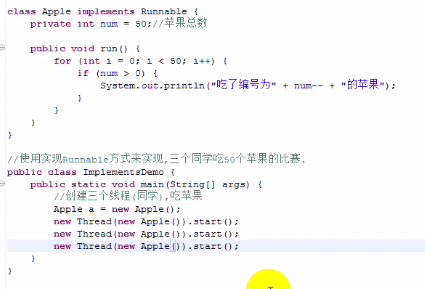 class Apple implements Runnable {
    private int num = 50;//苹果总数

    public void run() {
        for (int i = 0; i < 50; i++) {
            if (num > 0) {
                System.out.println("吃了编号为" + num-- + "的苹果");
            }
        }
    }
}

//使用实现Runnable方式来实现,三个同学吃50个苹果的比赛.
public class ImplementsDemo {
    public static void main(String[] args) {
        //创建三个线程(同学),吃苹果
        Apple a = new Apple();
        new Thread(new Apple()).start();
        new Thread(new Apple()).start();
        new Thread(new Apple()).start();
    }
}